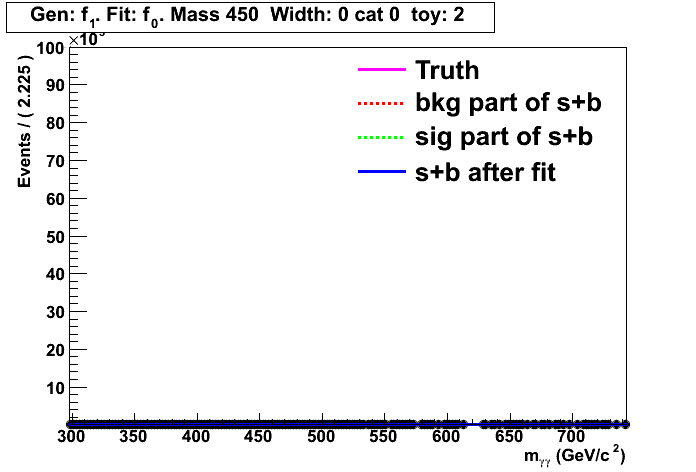 Gen: f₁. Fit: f₀. Mass 450 Width: 0 cat 0 toy: 2
×10³
Events / ( 2.225 )
100
90
80
70
60
50
40
30
20
10
Truth
bkg part of s+b
sig part of s+b
s+b after fit
300 350 400 450 500 550 600 650 700
mγγ (GeV/c²)